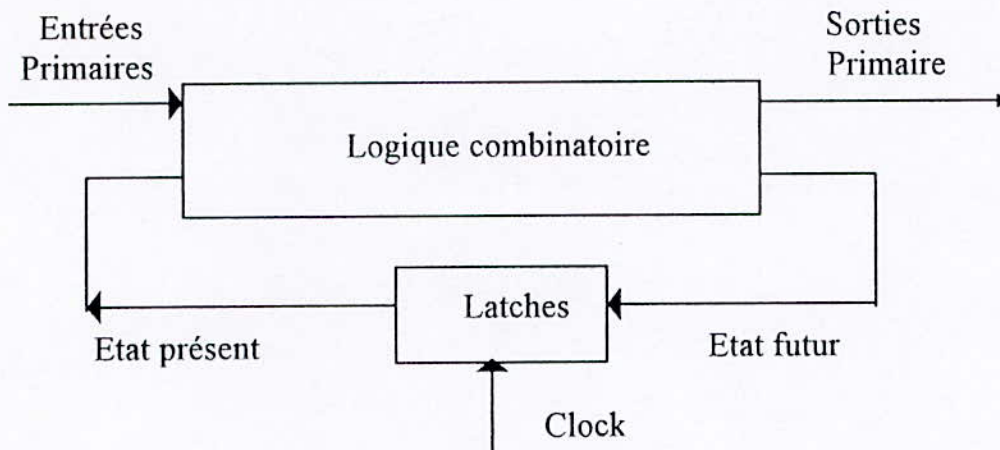 Entrées
Primaires
Sorties
Primaire
Logique combinatoire
Latches
Etat présent
Etat futur
Clock